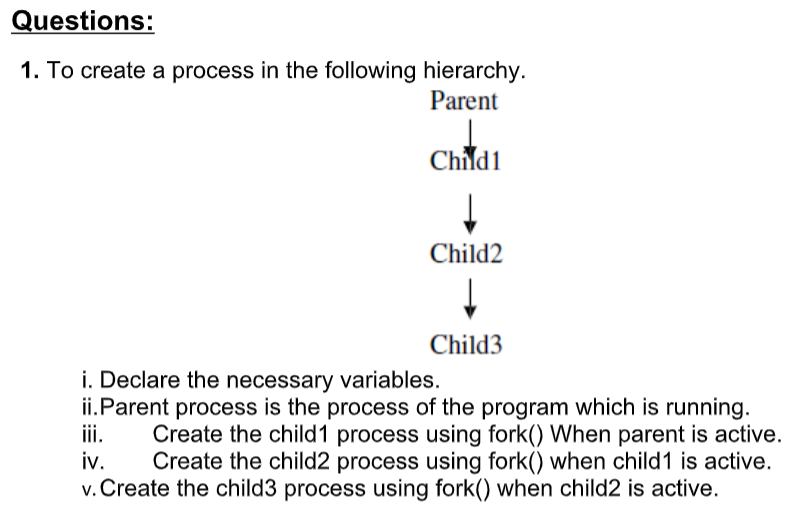 Questions:
1. To create a process in the following hierarchy.
Parent
Child1
Child2
Child3
i. Declare the necessary variables.
ii.Parent process is the process of the program which is running.
iii. Create the child1 process using fork() When parent is active.
iv. Create the child2 process using fork() when child1 is active.
v. Create the child3 process using fork() when child2 is active.